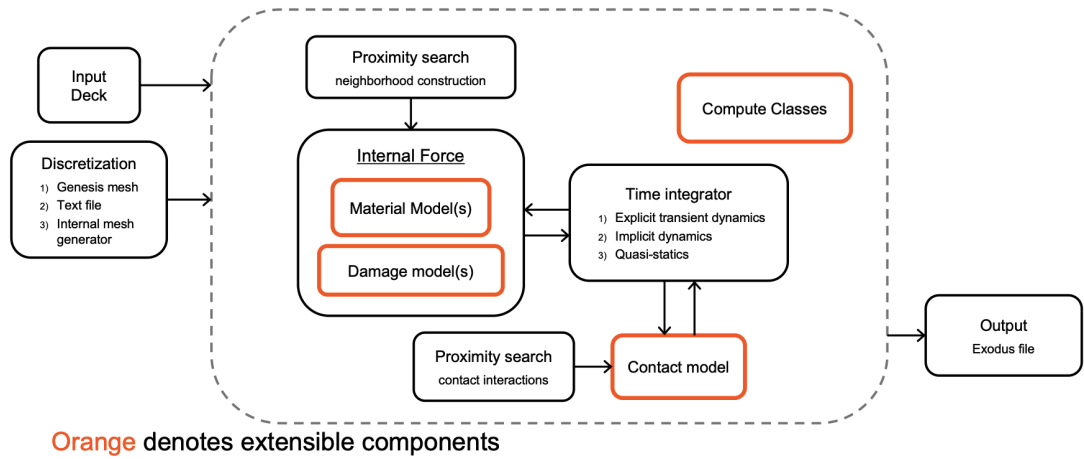 Input
Deck
Discretization
1) Genesis mesh
2) Text file
3) Internal mesh
generator
Proximity search
neighborhood construction
Internal Force
Material Model(s)
Damage model(s)
Compute Classes
Time integrator
1) Explicit transient dynamics
2) Implicit dynamics
3) Quasi-statics
Proximity search
contact interactions
Contact model
Output
Exodus file
Orange denotes extensible components